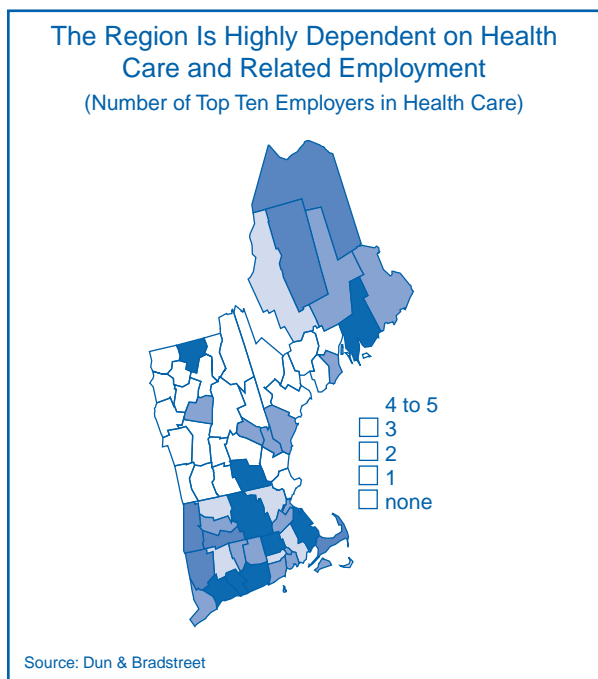 The Region Is Highly Dependent on Health
Care and Related Employment
(Number of Top Ten Employers in Health Care)
4 to 5
3
2
1
none
Source: Dun & Bradstreet